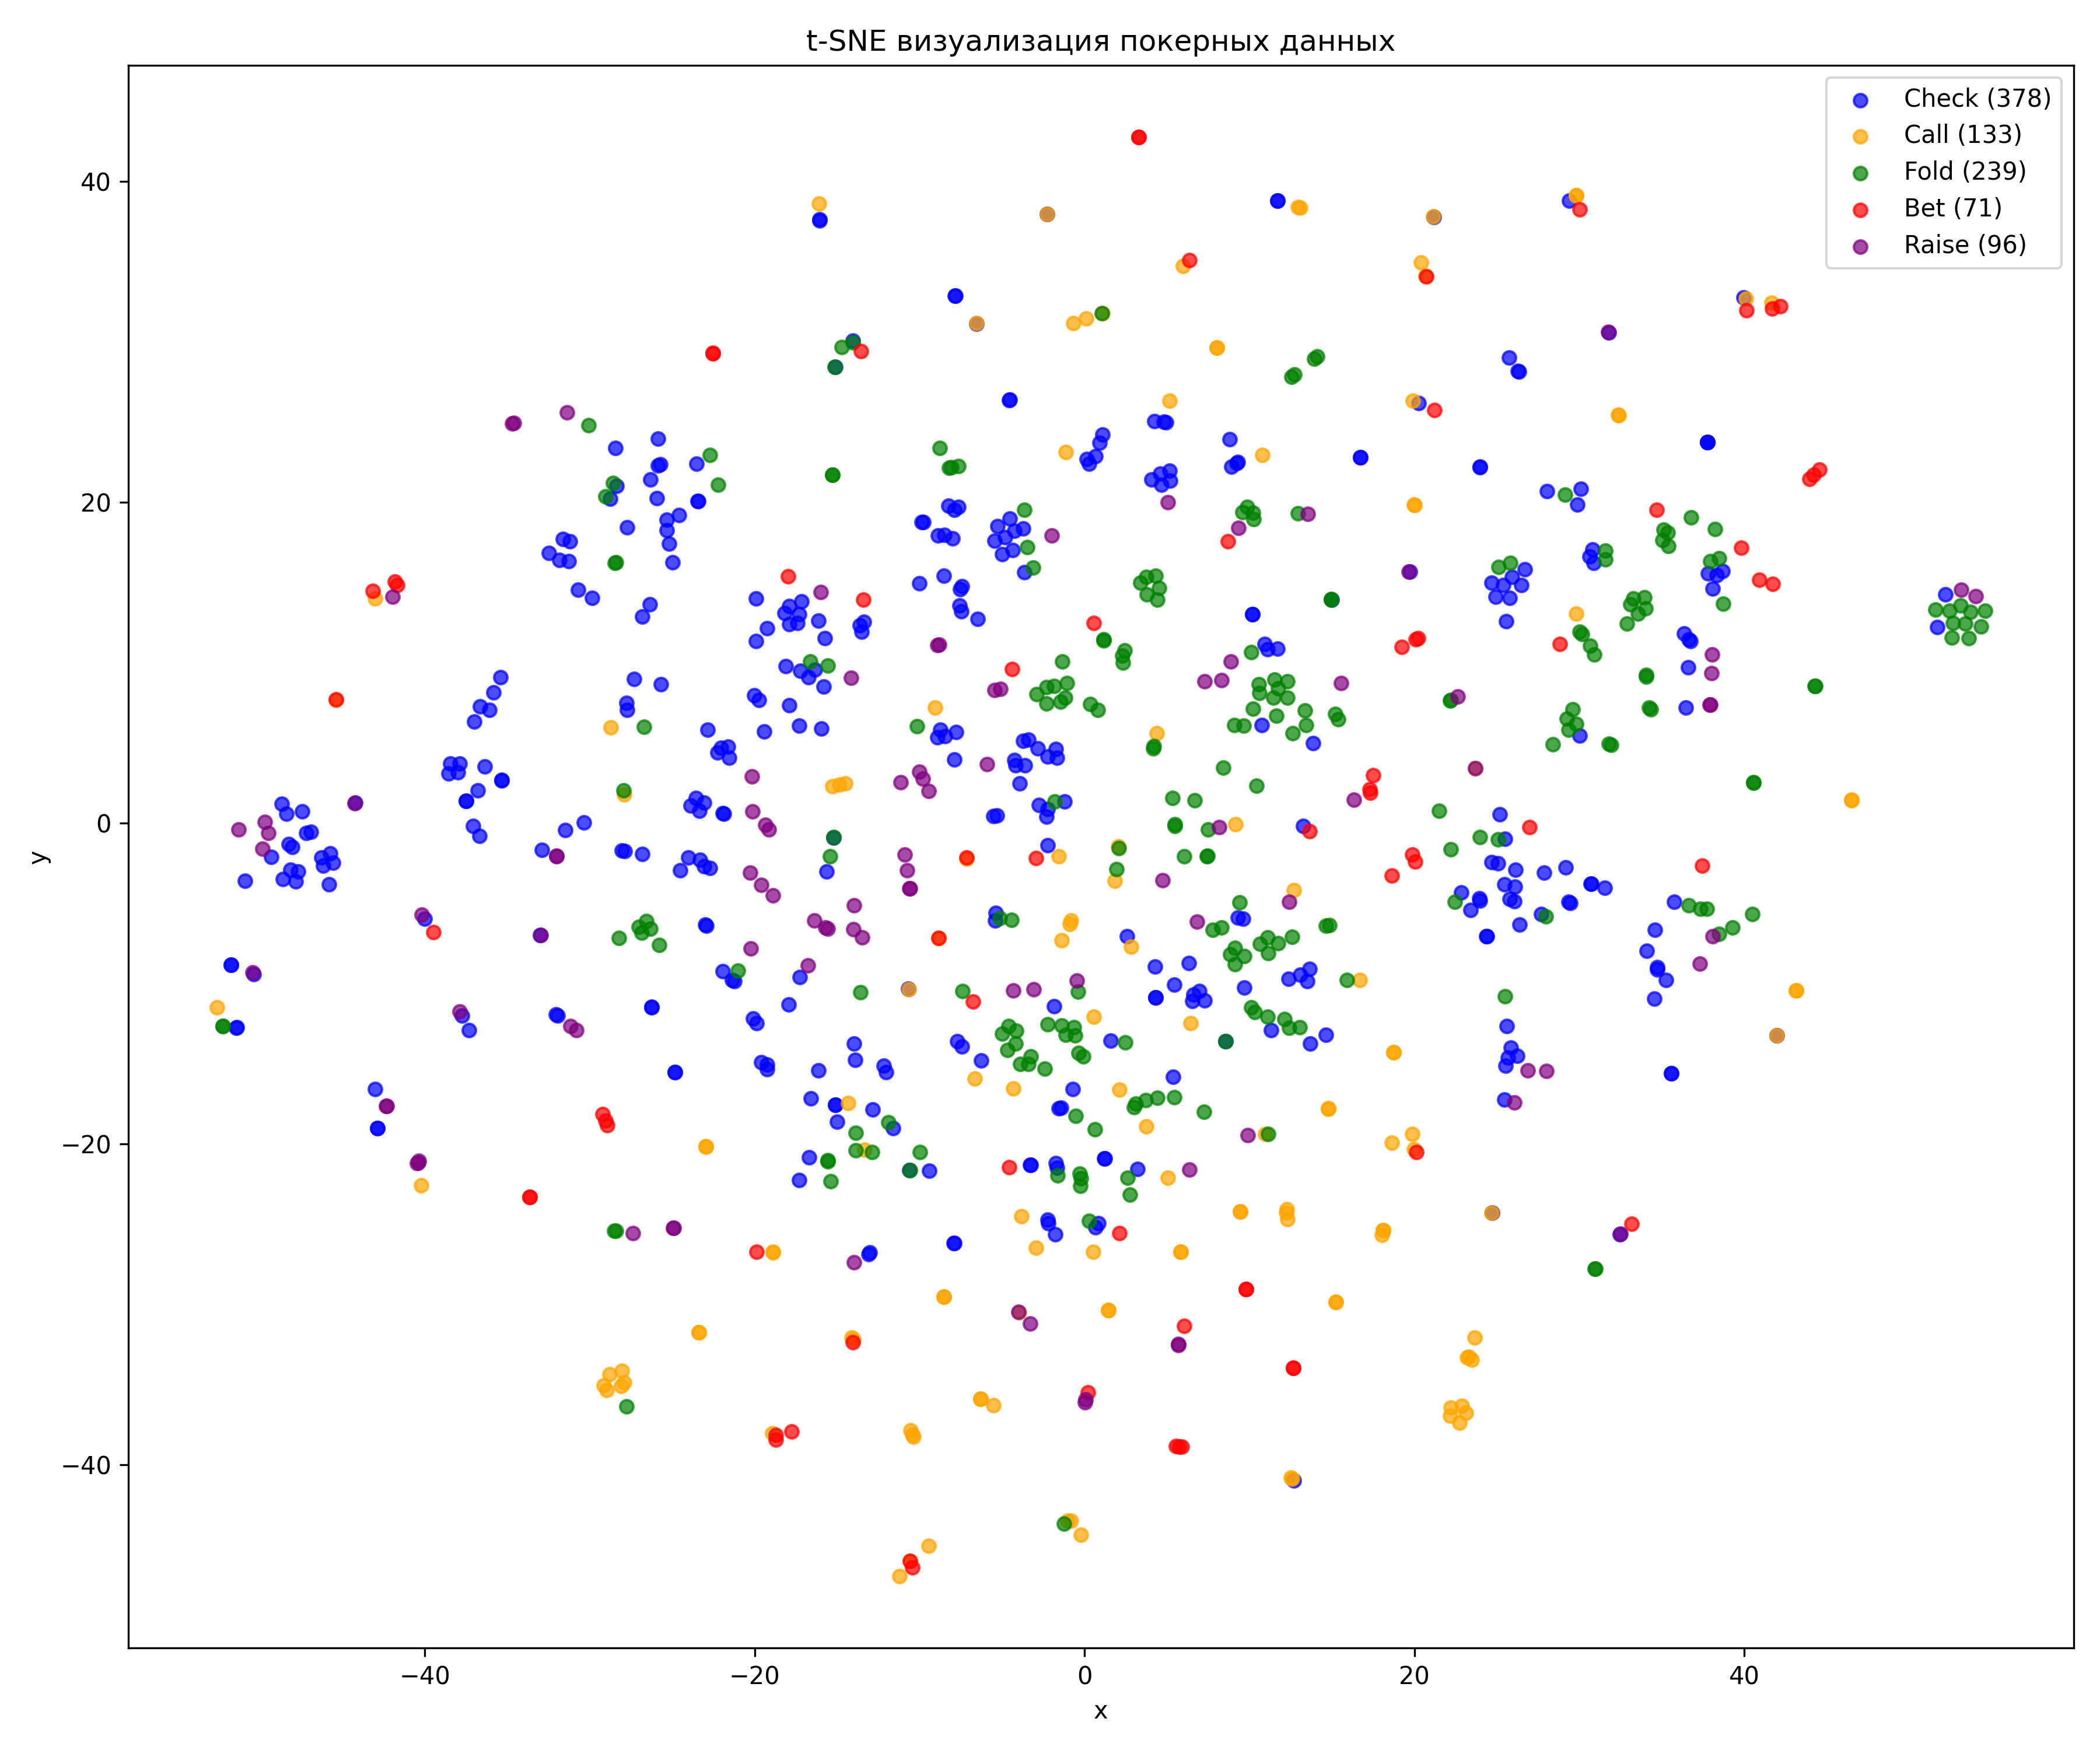 t-SNE визуализация покерных данных
Check (378)
Call (133)
Fold (239)
Bet (71)
Raise (96)
40
20
0
−20
−40
y
−40
−20
0
20
40
x